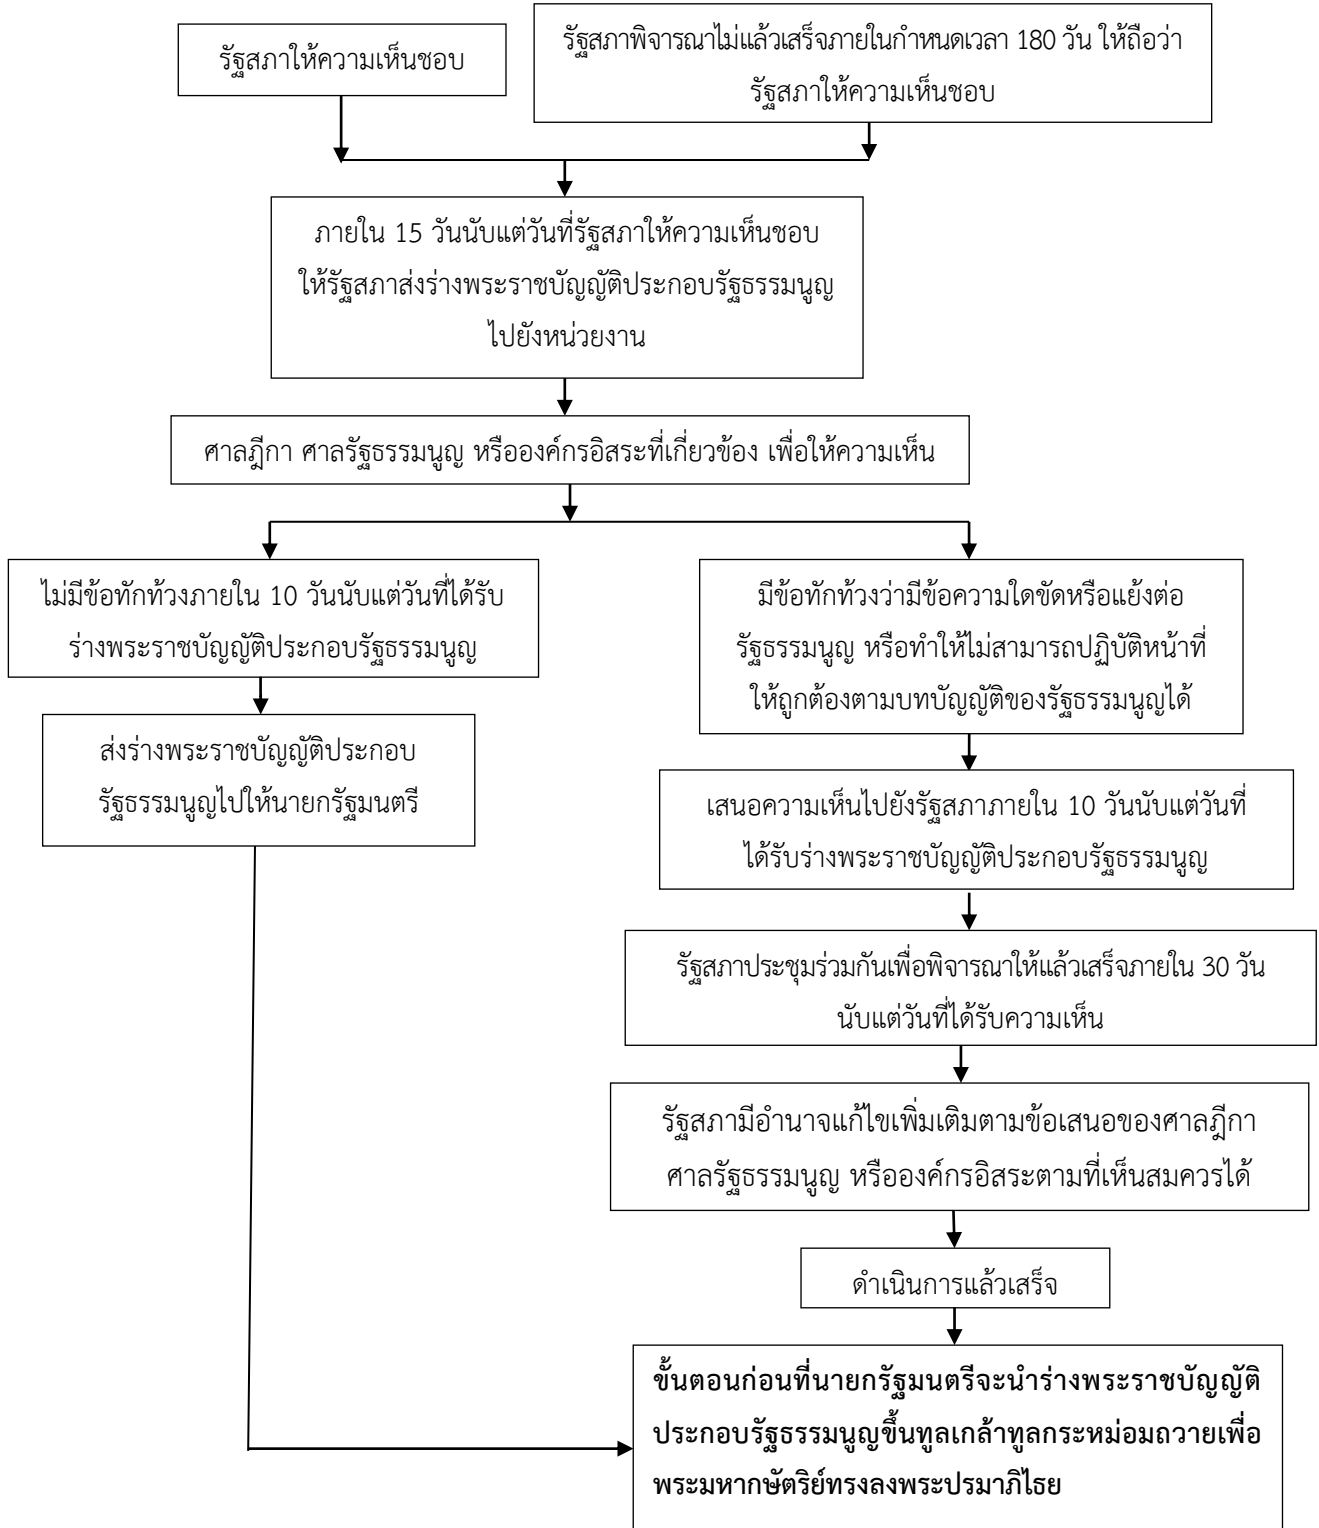 รัฐสภาให้ความเห็นชอบ
รัฐสภาพิจารณาไม่แล้วเสร็จภายในกำหนดเวลา 180 วัน ให้ถือว่า
รัฐสภาให้ความเห็นชอบ
ภายใน 15 วันนับแต่วันที่รัฐสภาให้ความเห็นชอบ
ให้รัฐสภาส่งร่างพระราชบัญญัติประกอบรัฐธรรมนูญ
ไปยังหน่วยงาน
ศาลฎีกา ศาลรัฐธรรมนูญ หรือองค์กรอิสระที่เกี่ยวข้อง เพื่อให้ความเห็น
ไม่มีข้อทักท้วงภายใน 10 วันนับแต่วันที่ได้รับ
ร่างพระราชบัญญัติประกอบรัฐธรรมนูญ
ส่งร่างพระราชบัญญัติประกอบ
รัฐธรรมนูญไปให้นายกรัฐมนตรี
มีข้อทักท้วงว่ามีข้อความใดขัดหรือแย้งต่อ
รัฐธรรมนูญ หรือทำให้ไม่สามารถปฏิบัติหน้าที่
ให้ถูกต้องตามบทบัญญัติของรัฐธรรมนูญได้
เสนอความเห็นไปยังรัฐสภาภายใน 10 วันนับแต่วันที่
ได้รับร่างพระราชบัญญัติประกอบรัฐธรรมนูญ
รัฐสภาประชุมร่วมกันเพื่อพิจารณาให้แล้วเสร็จภายใน 30 วัน
นับแต่วันที่ได้รับความเห็น
รัฐสภามีอำนาจแก้ไขเพิ่มเติมตามข้อเสนอของศาลฎีกา
ศาลรัฐธรรมนูญ หรือองค์กรอิสระตามที่เห็นสมควรได้
ดำเนินการแล้วเสร็จ
ขั้นตอนก่อนที่นายกรัฐมนตรีจะนำร่างพระราชบัญญัติ
ประกอบรัฐธรรมนูญขึ้นทูลเกล้าทูลกระหม่อมถวายเพื่อ
พระมหากษัตริย์ทรงลงพระปรมาภิไธย